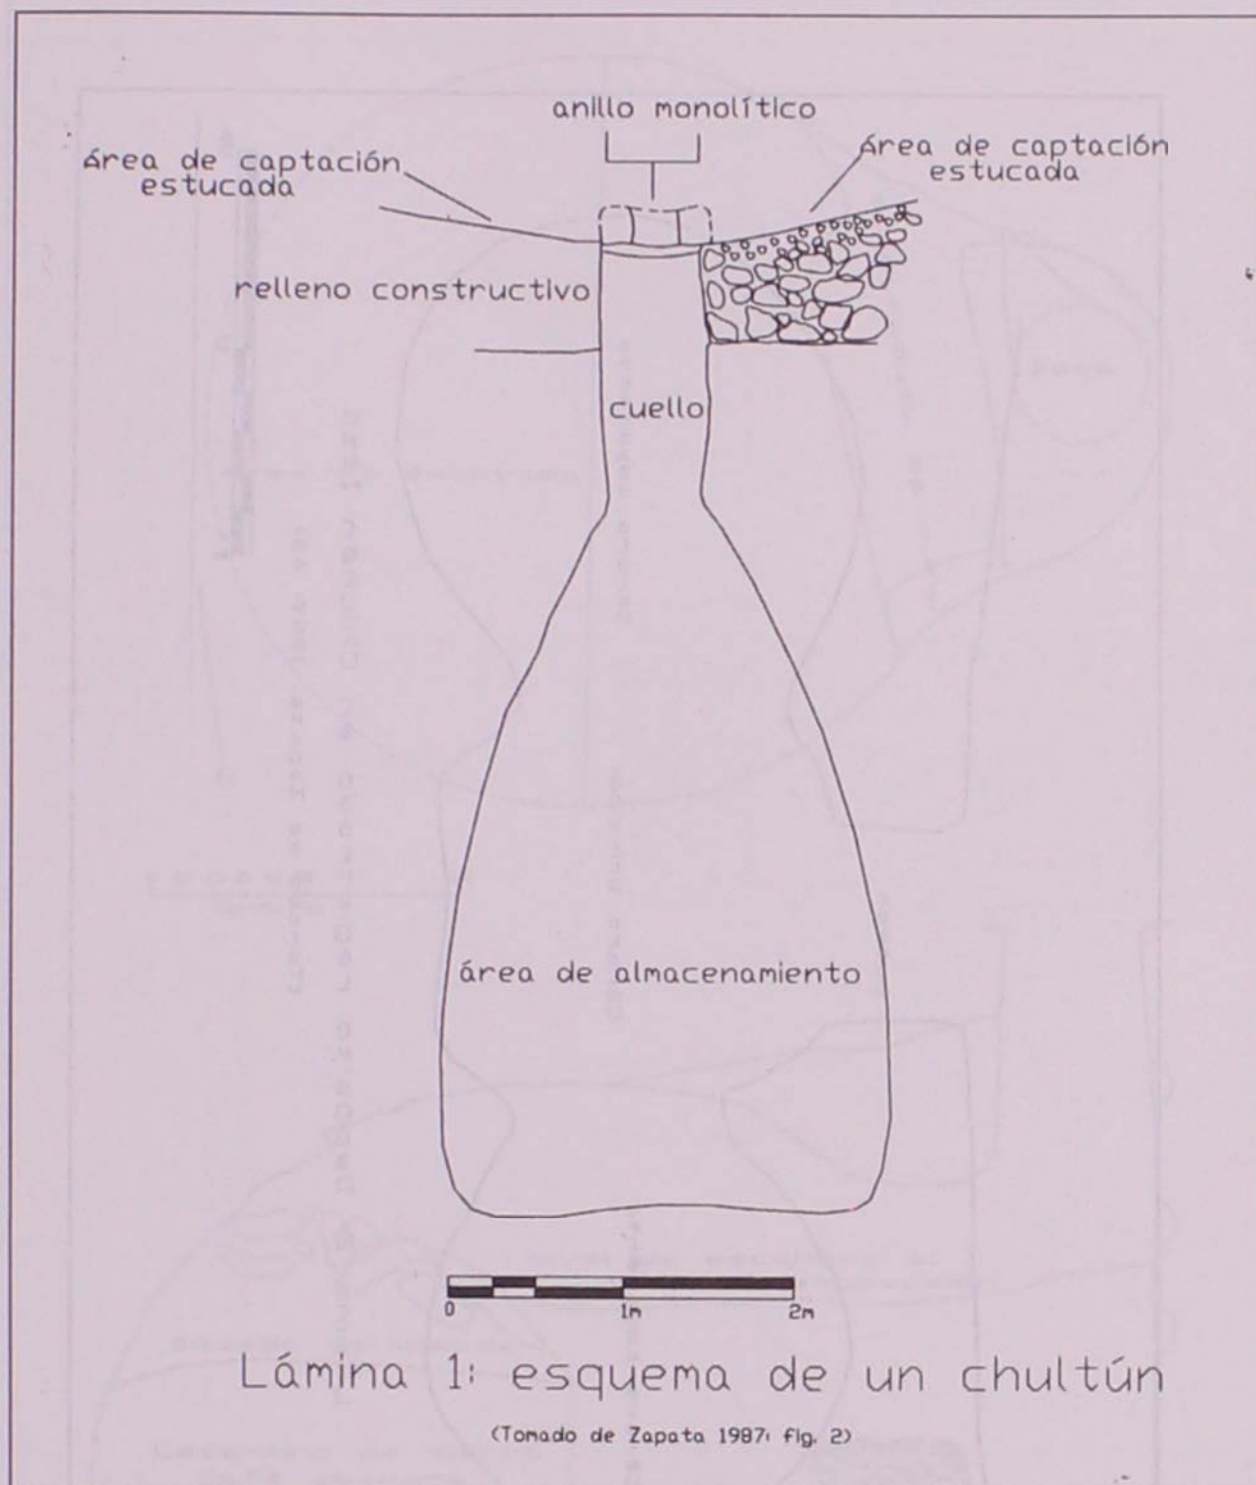 anillo monolítico
área de captación
estucada
área de captación
estucada
relleno constructivo
cuello
área de almacenamiento
0 1m 2m
Lámina 1: esquema de un chultún
(Tomado de Zapata 1987: fig. 2)